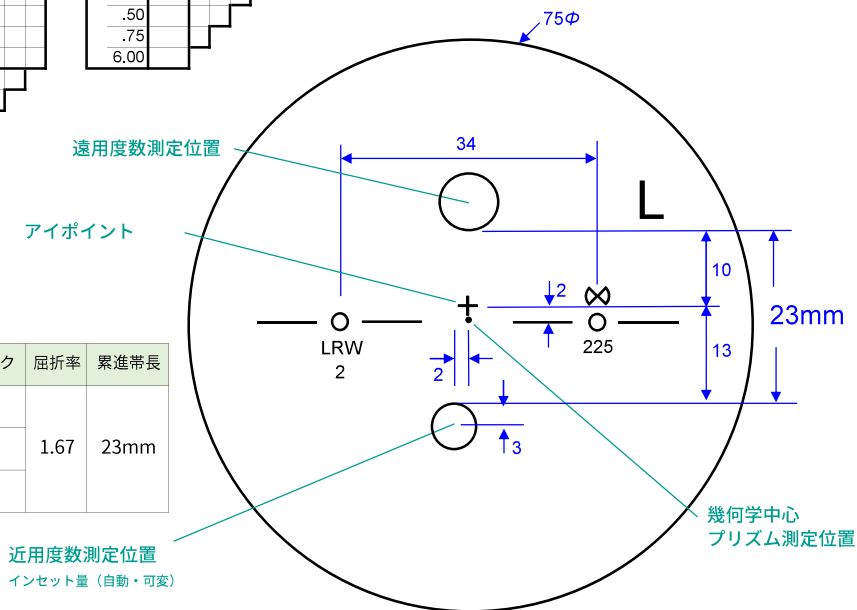 .50
.75
6.00
75Φ
遠用度数測定位置
34
L
アイポイント
10
2
23mm
LRW
2
225
13
2
3
ク
屈折率
累進帯長
1.67
23mm
幾何学中心
プリズム測定位置
近用度数測定位置
インセット量（自動・可変）